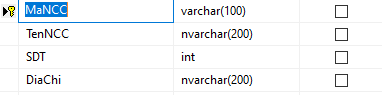 MaNCC varchar(100)
TenNCC nvarchar(200)
SDT int
DiaChi nvarchar(200)